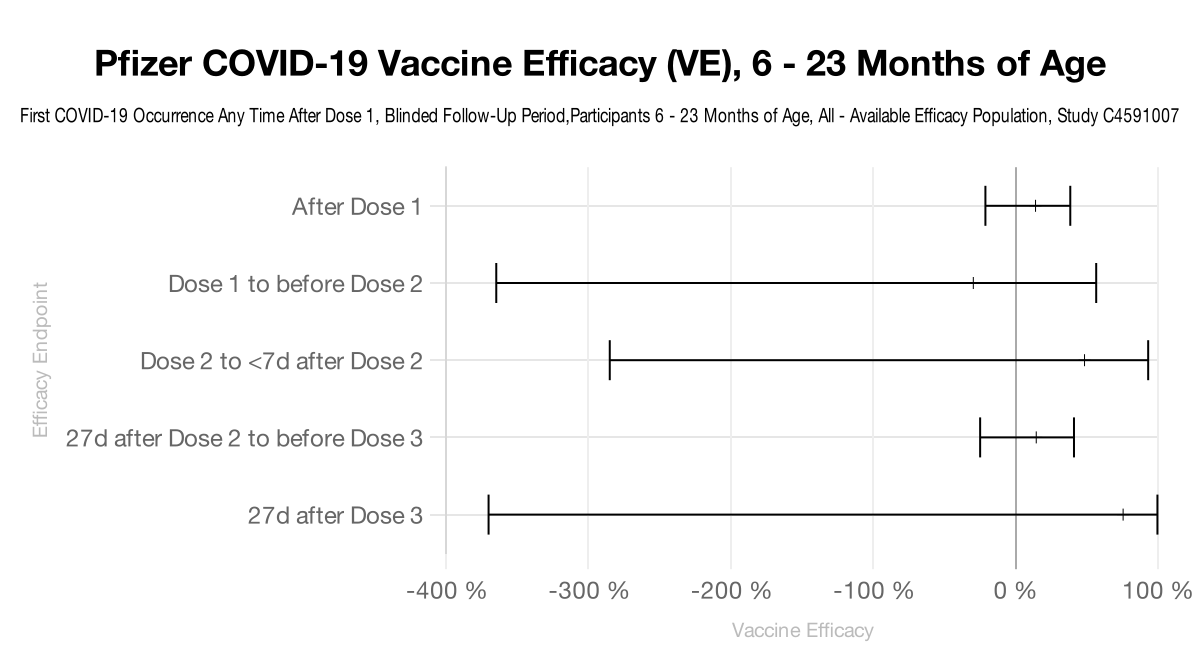 Pfizer COVID-19 Vaccine Efficacy (VE), 6 - 23 Months of Age
First COVID-19 Occurrence Any Time After Dose 1, Blinded Follow-Up Period,Participants 6 - 23 Months of Age, All - Available Efficacy Population, Study C4591007
Efficacy Endpoint
After Dose 1
Dose 1 to before Dose 2
Dose 2 to <7d after Dose 2
27d after Dose 2 to before Dose 3
27d after Dose 3
-400 % -300 % -200 % -100 % 0 % 100 %
Vaccine Efficacy